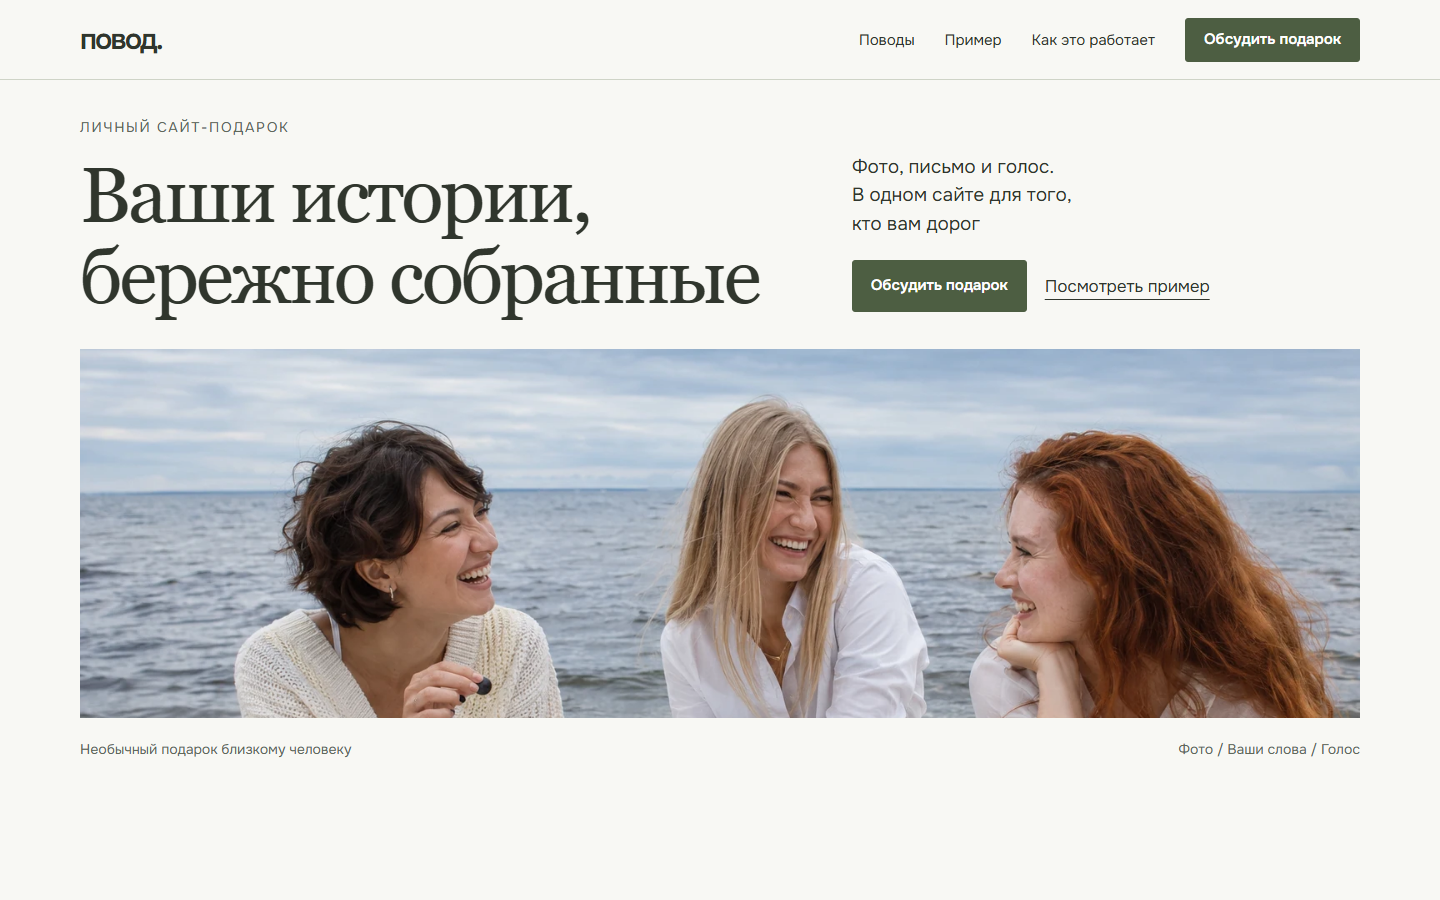 ПОВОД.
Поводы
Пример
Как это работает
Обсудить подарок
ЛИЧНЫЙ САЙТ-ПОДАРОК
Ваши истории,
бережно собранные
Фото, письмо и голос.
В одном сайте для того,
кто вам дорог
Обсудить подарок
Посмотреть пример
Необычный подарок близкому человеку
Фото / Ваши слова / Голос